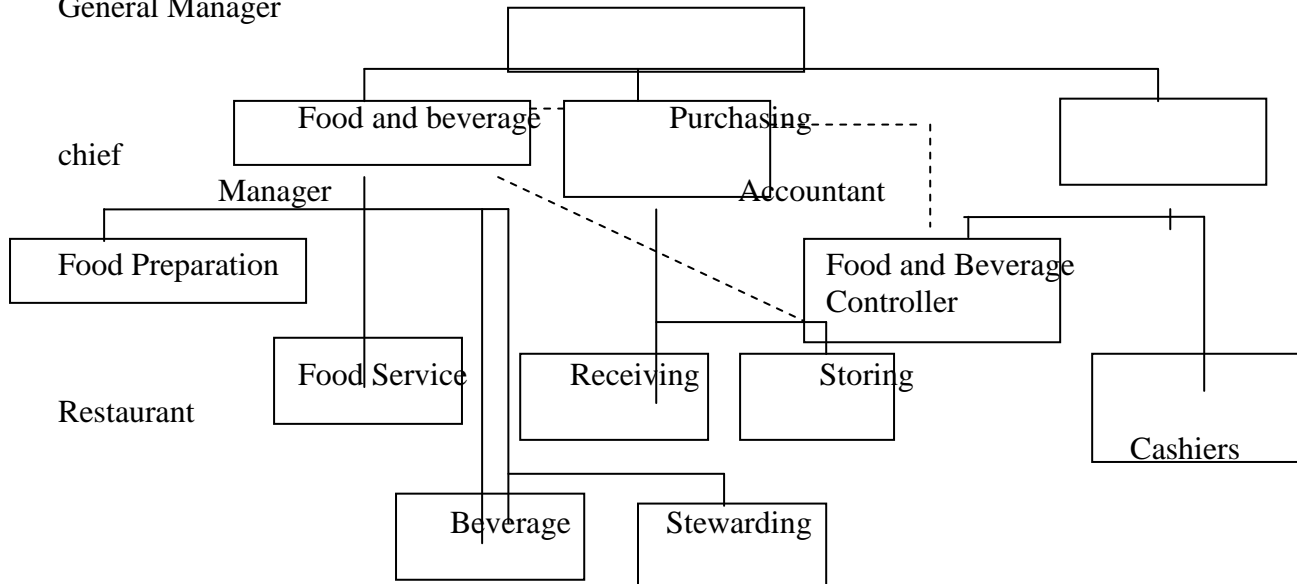 General Manager
Food and beverage Purchasing
chief
Manager Accountant
Food Preparation Food and Beverage
Controller
Food Service Receiving Storing
Restaurant
Cashiers
Beverage Stewarding